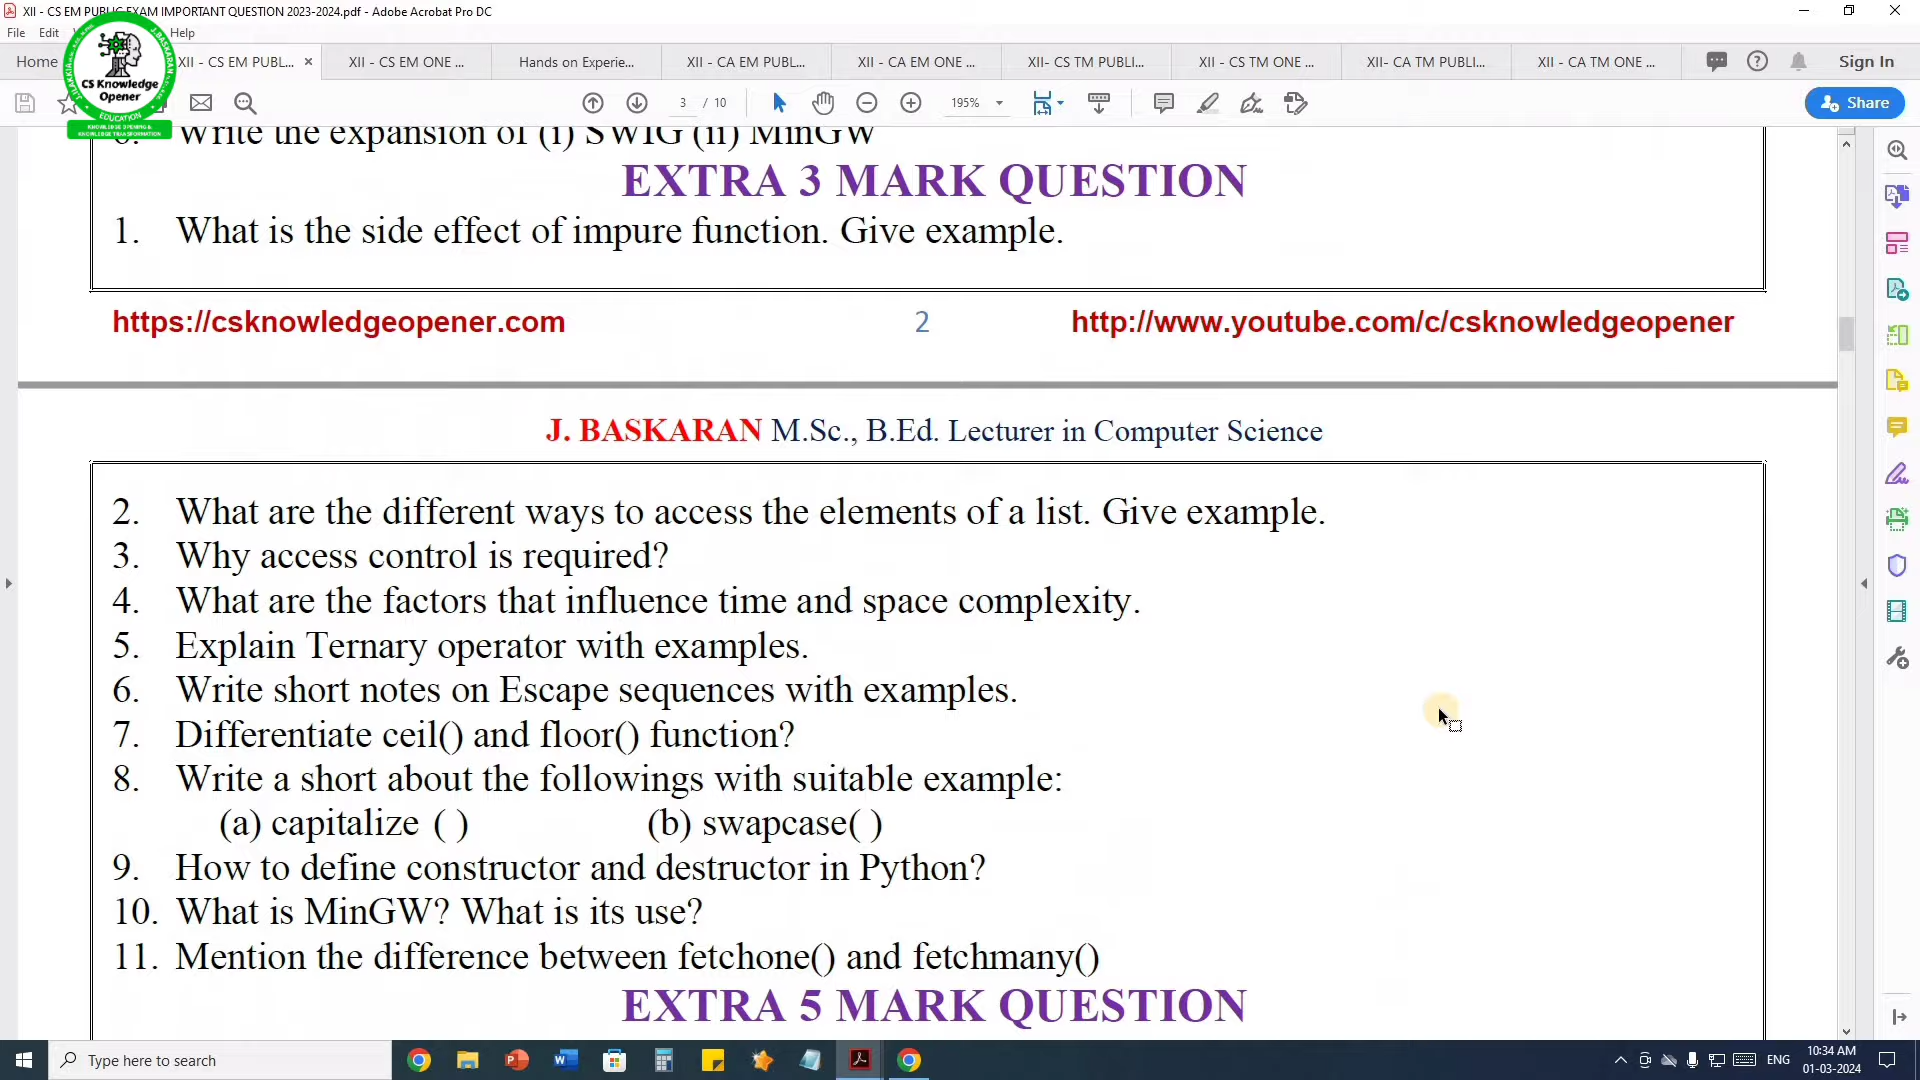 XII - CS EM PUBLIC EXAM IMPORTANT QUESTION 2023-2024.pdf - Adobe Acrobat Pro DC
File Edit Help
Home XII - CS EM PUBL... XII - CS EM ONE ... Hands on Experie... XII - CA EM PUBL... XII - CA EMI ONE ... XII- CS TM PUBLI... XII - CS TM ONE ... XII- CA TM PUBLI... XII - CA TM ONE ... Sign In
CS Knowledge
Opener
EDUCATION
KNOWLEDGE OPENING &
KNOWLEDGE TRANSFORMATION
3 / 10 195% Share
Write the expansion of (i) SWIG (ii) MinGW
EXTRA 3 MARK QUESTION
1. What is the side effect of impure function. Give example.
https://csknowledgeopener.com 2 http://www.youtube.com/c/csknowledgeopener
J. BASKARAN M.Sc., B.Ed. Lecturer in Computer Science
2. What are the different ways to access the elements of a list. Give example.
3. Why access control is required?
4. What are the factors that influence time and space complexity.
5. Explain Ternary operator with examples.
6. Write short notes on Escape sequences with examples.
7. Differentiate ceil() and floor() function?
8. Write a short about the followings with suitable example:
(a) capitalize ( ) (b) swapcase( )
9. How to define constructor and destructor in Python?
10. What is MinGW? What is its use?
11. Mention the difference between fetchone() and fetchmany()
EXTRA 5 MARK QUESTION
Type here to search ENG 10:34 AM
01-03-2024